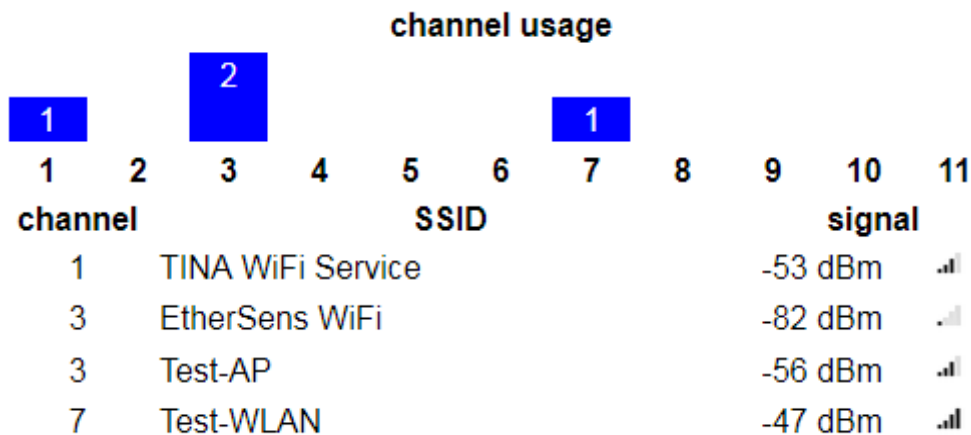 channel usage
2
1 1
1 2 3 4 5 6 7 8 9 10 11
channel SSID signal
1 TINA WiFi Service -53 dBm
3 EtherSens WiFi -82 dBm
3 Test-AP -56 dBm
7 Test-WLAN -47 dBm